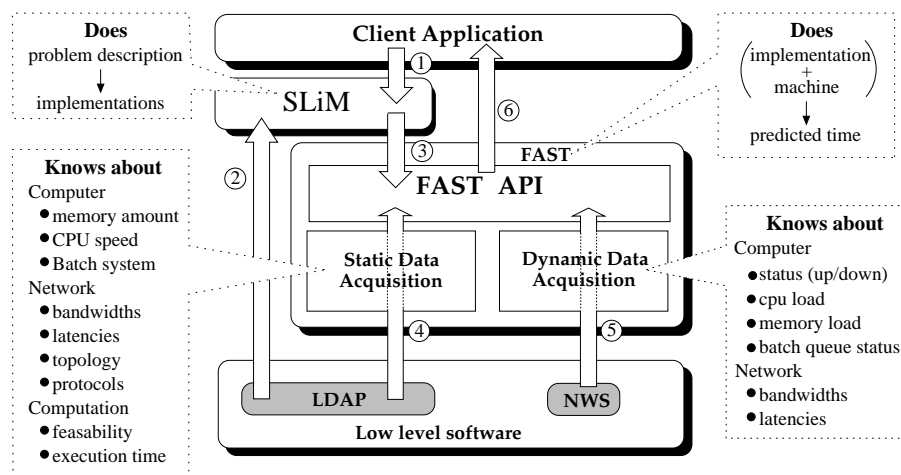 Does
problem description
implementations
Client Application
1
SLiM
2
3
6
Does
implementation
+
machine
predicted time
FAST
FAST API
Knows about
Computer
memory amount
CPU speed
Batch system
Network
bandwidths
latencies
topology
protocols
Computation
feasability
execution time
Static Data
Acquisition
Dynamic Data
Acquisition
4
5
Knows about
Computer
status (up/down)
cpu load
memory load
batch queue status
Network
bandwidths
latencies
LDAP
NWS
Low level software